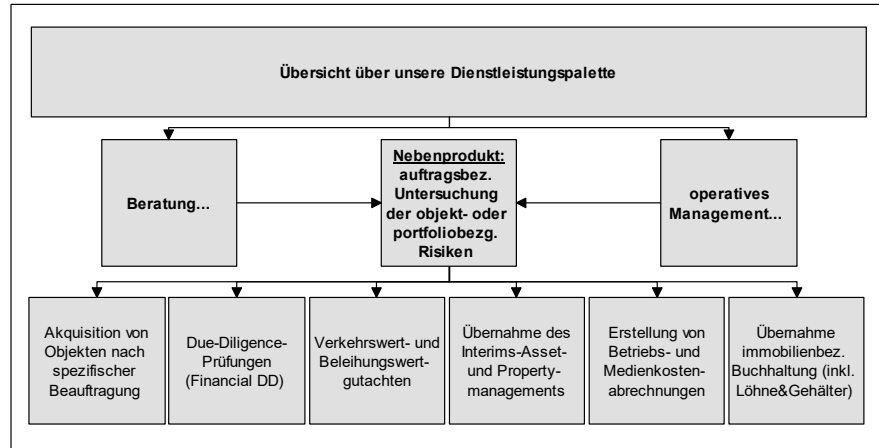 Übersicht über unsere Dienstleistungspalette
Beratung...
Nebenprodukt:
auftragsbez.
Untersuchung
der objekt- oder
portfoliobezg.
Risiken
operatives
Management...
Akquisition von
Objekten nach
spezifischer
Beauftragung
Due-Diligence-
Prüfungen
(Financial DD)
Verkehrswert- und
Beleihungswert-
gutachten
Übernahme des
Interims-Asset-
und Property-
managements
Erstellung von
Betriebs- und
Medienkosten-
abrechnungen
Übernahme
immobilienbez.
Buchhaltung (inkl.
Löhne&Gehälter)